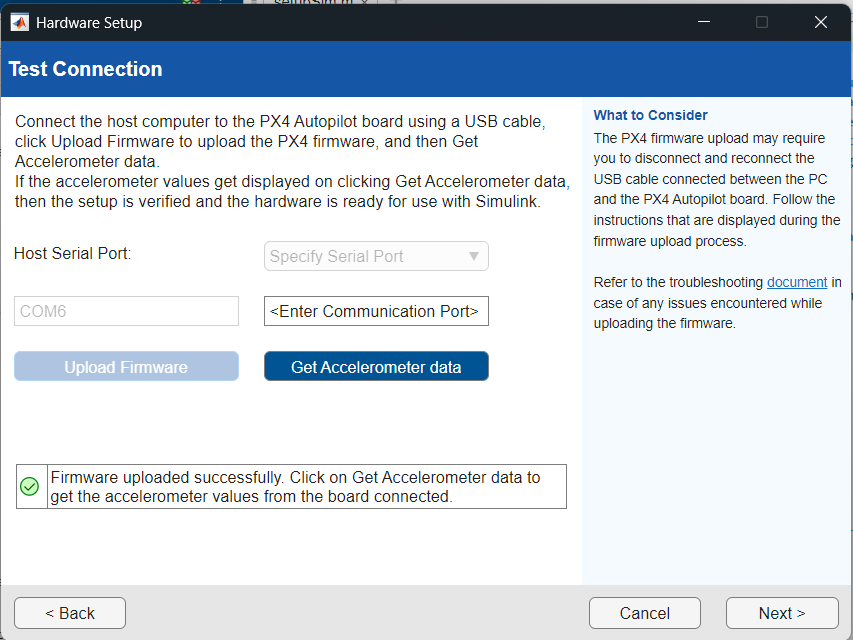 Hardware Setup
Test Connection
Connect the host computer to the PX4 Autopilot board using a USB cable,
click Upload Firmware to upload the PX4 firmware, and then Get
Accelerometer data.
If the accelerometer values get displayed on clicking Get Accelerometer data,
then the setup is verified and the hardware is ready for use with Simulink.
Host Serial Port:
Specify Serial Port
COM6
<Enter Communication Port>
Upload Firmware
Get Accelerometer data
Firmware uploaded successfully. Click on Get Accelerometer data to
get the accelerometer values from the board connected.
What to Consider
The PX4 firmware upload may require
you to disconnect and reconnect the
USB cable connected between the PC
and the PX4 Autopilot board. Follow the
instructions that are displayed during the
firmware upload process.
Refer to the troubleshooting document in
case of any issues encountered while
uploading the firmware.
< Back
Cancel
Next >